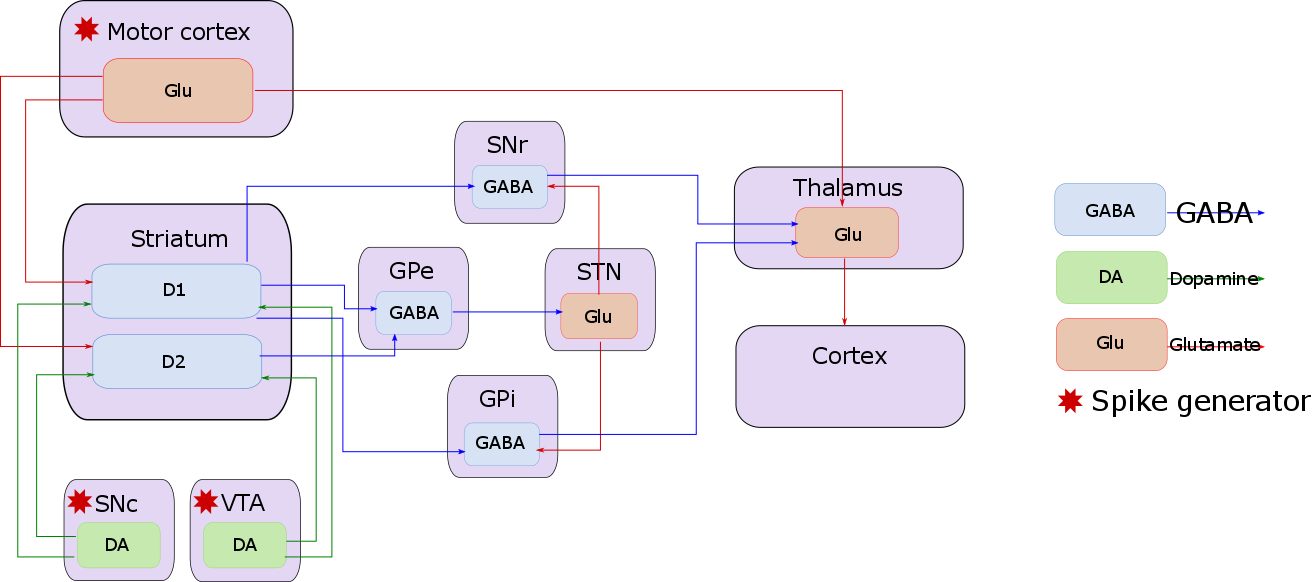 Motor cortex
Glu
SNr
GABA
Thalamus
Glu
Striatum
D1
D2
GPe
GABA
STN
Glu
GPi
GABA
Cortex
SNc
DA
VTA
DA
GABA
GABA
DA
Dopamine
Glu
Glutamate
Spike generator